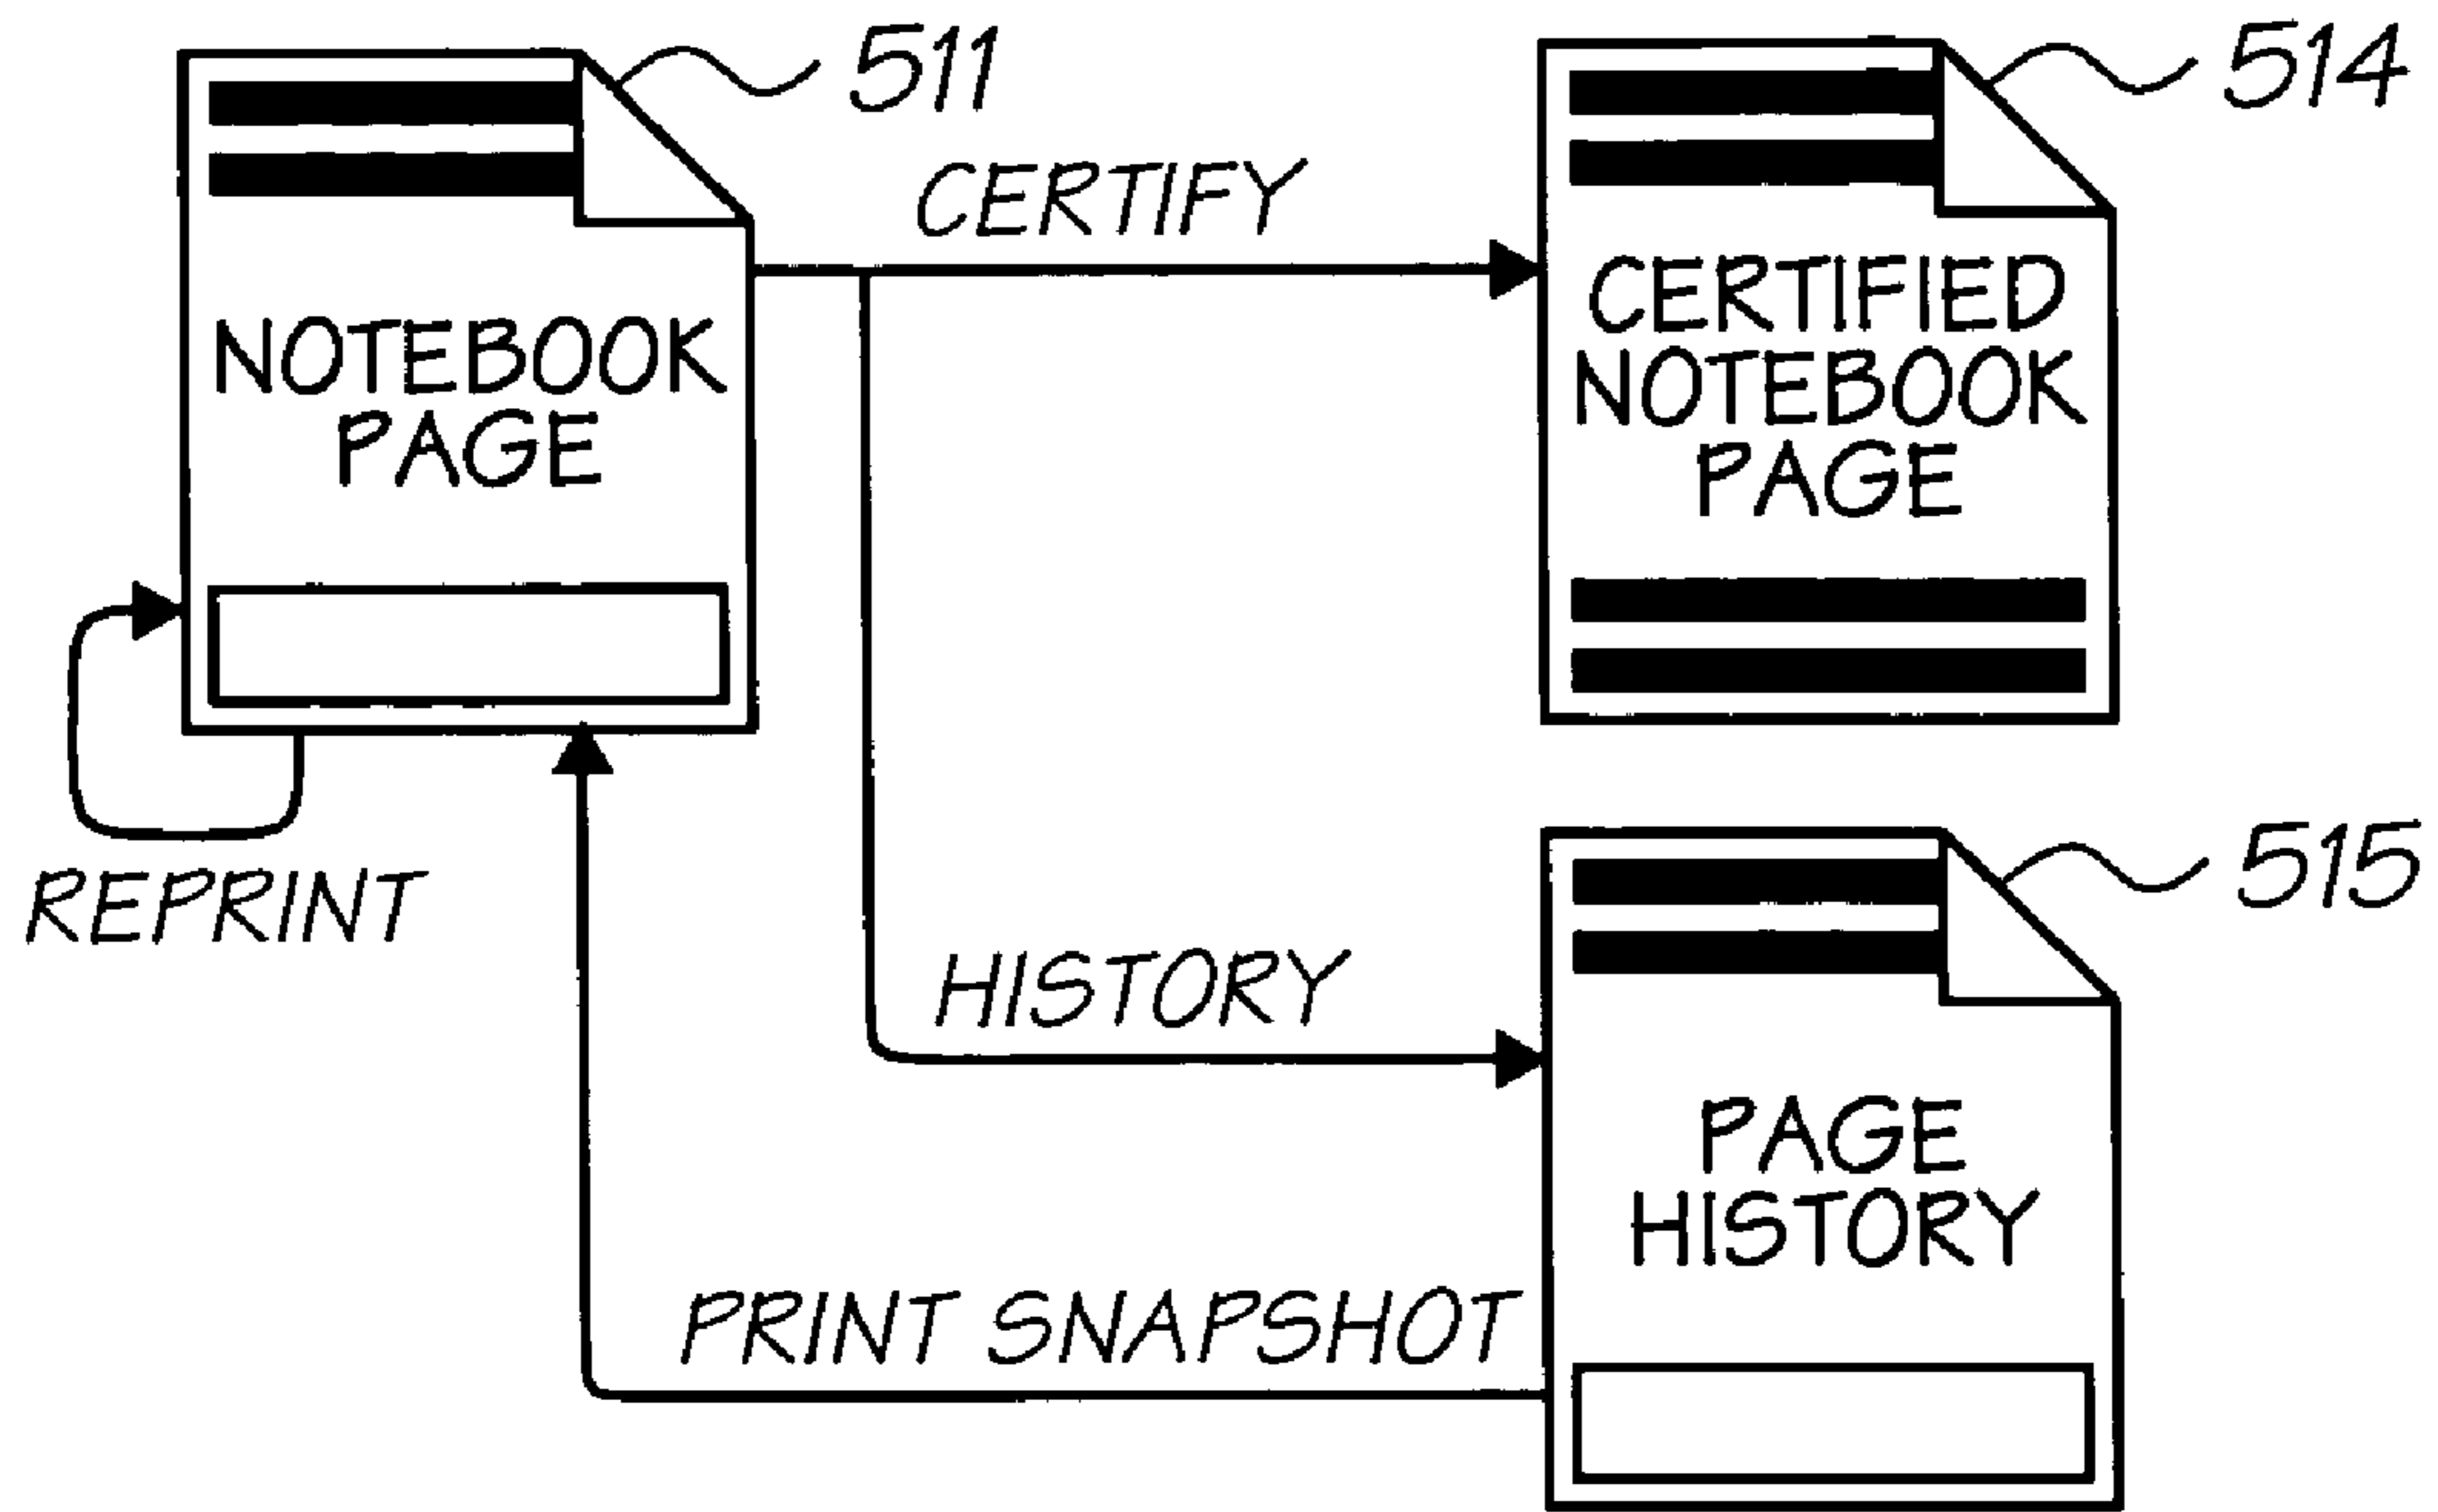 511
514
CERTIFY
NOTEBOOK
PAGE
CERTIFIED
NOTEBOOK
PAGE
REPRINT
515
HISTORY
PAGE
HISTORY
PRINT SNAPSHOT